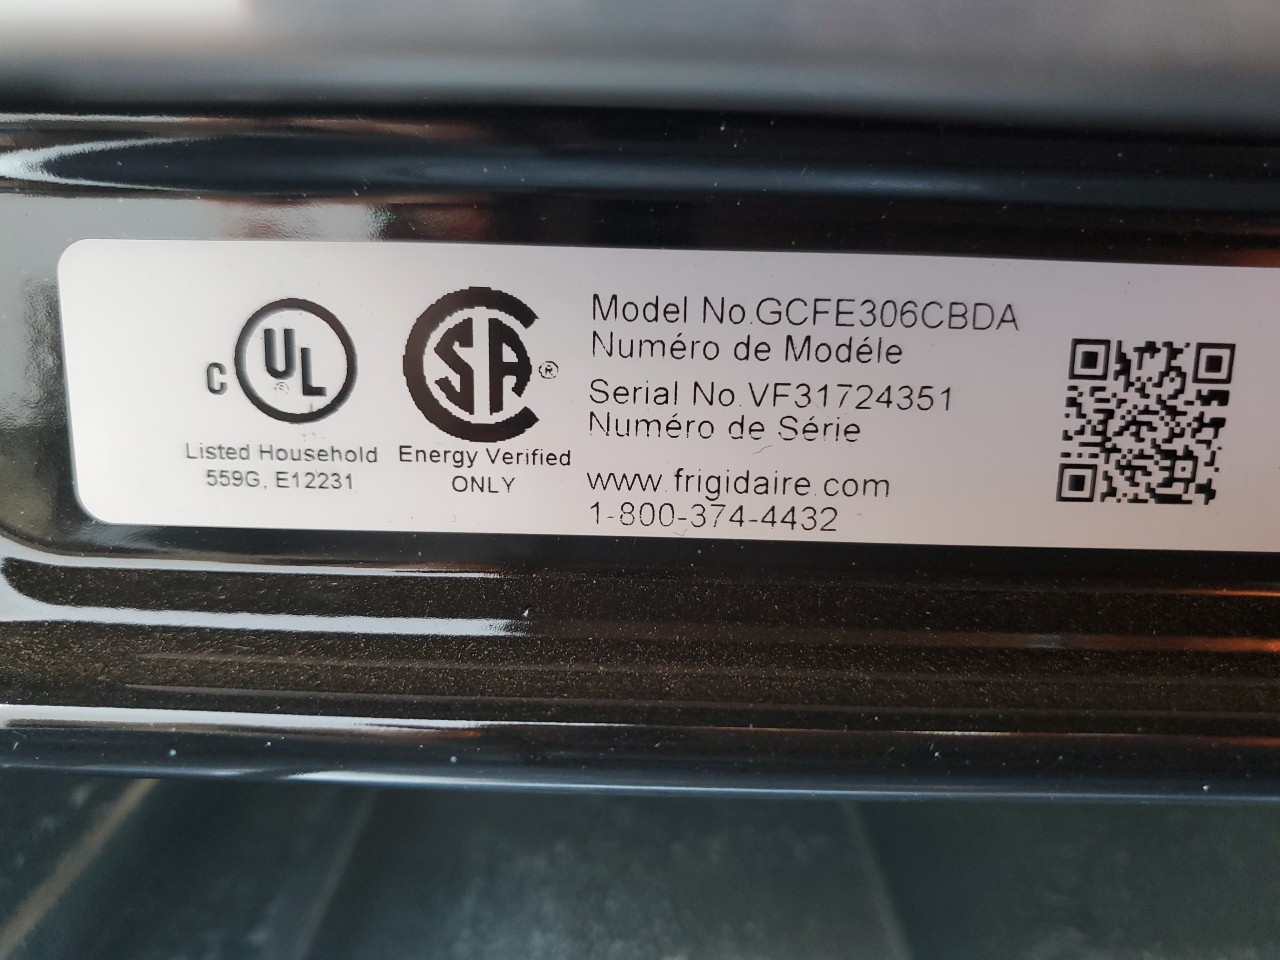 C UL
Listed Household
559G, E12231
CSA®
Energy Verified
ONLY
Model No.GCFE306CBDA
Numéro de Modéle
Serial No.VF31724351
Numéro de Série
www.frigidaire.com
1-800-374-4432